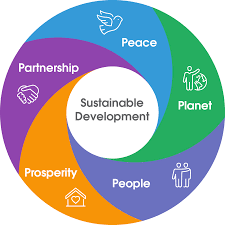 Peace
Partnership
Planet
Sustainable
Development
Prosperity
People